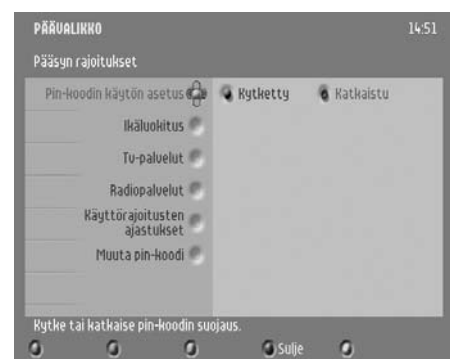 PÄÄVALIKKO 14:51
Pääsyn rajoitukset
Pin-koodin käytön asetus Kytketty Katkaistu
Ikäluokitus
Tv-palvelut
Radiopalvelut
Käyttörajoitusten
ajastukset
Muuta pin-koodi
Kytke tai katkaise pin-koodin suojaus.
Sulje